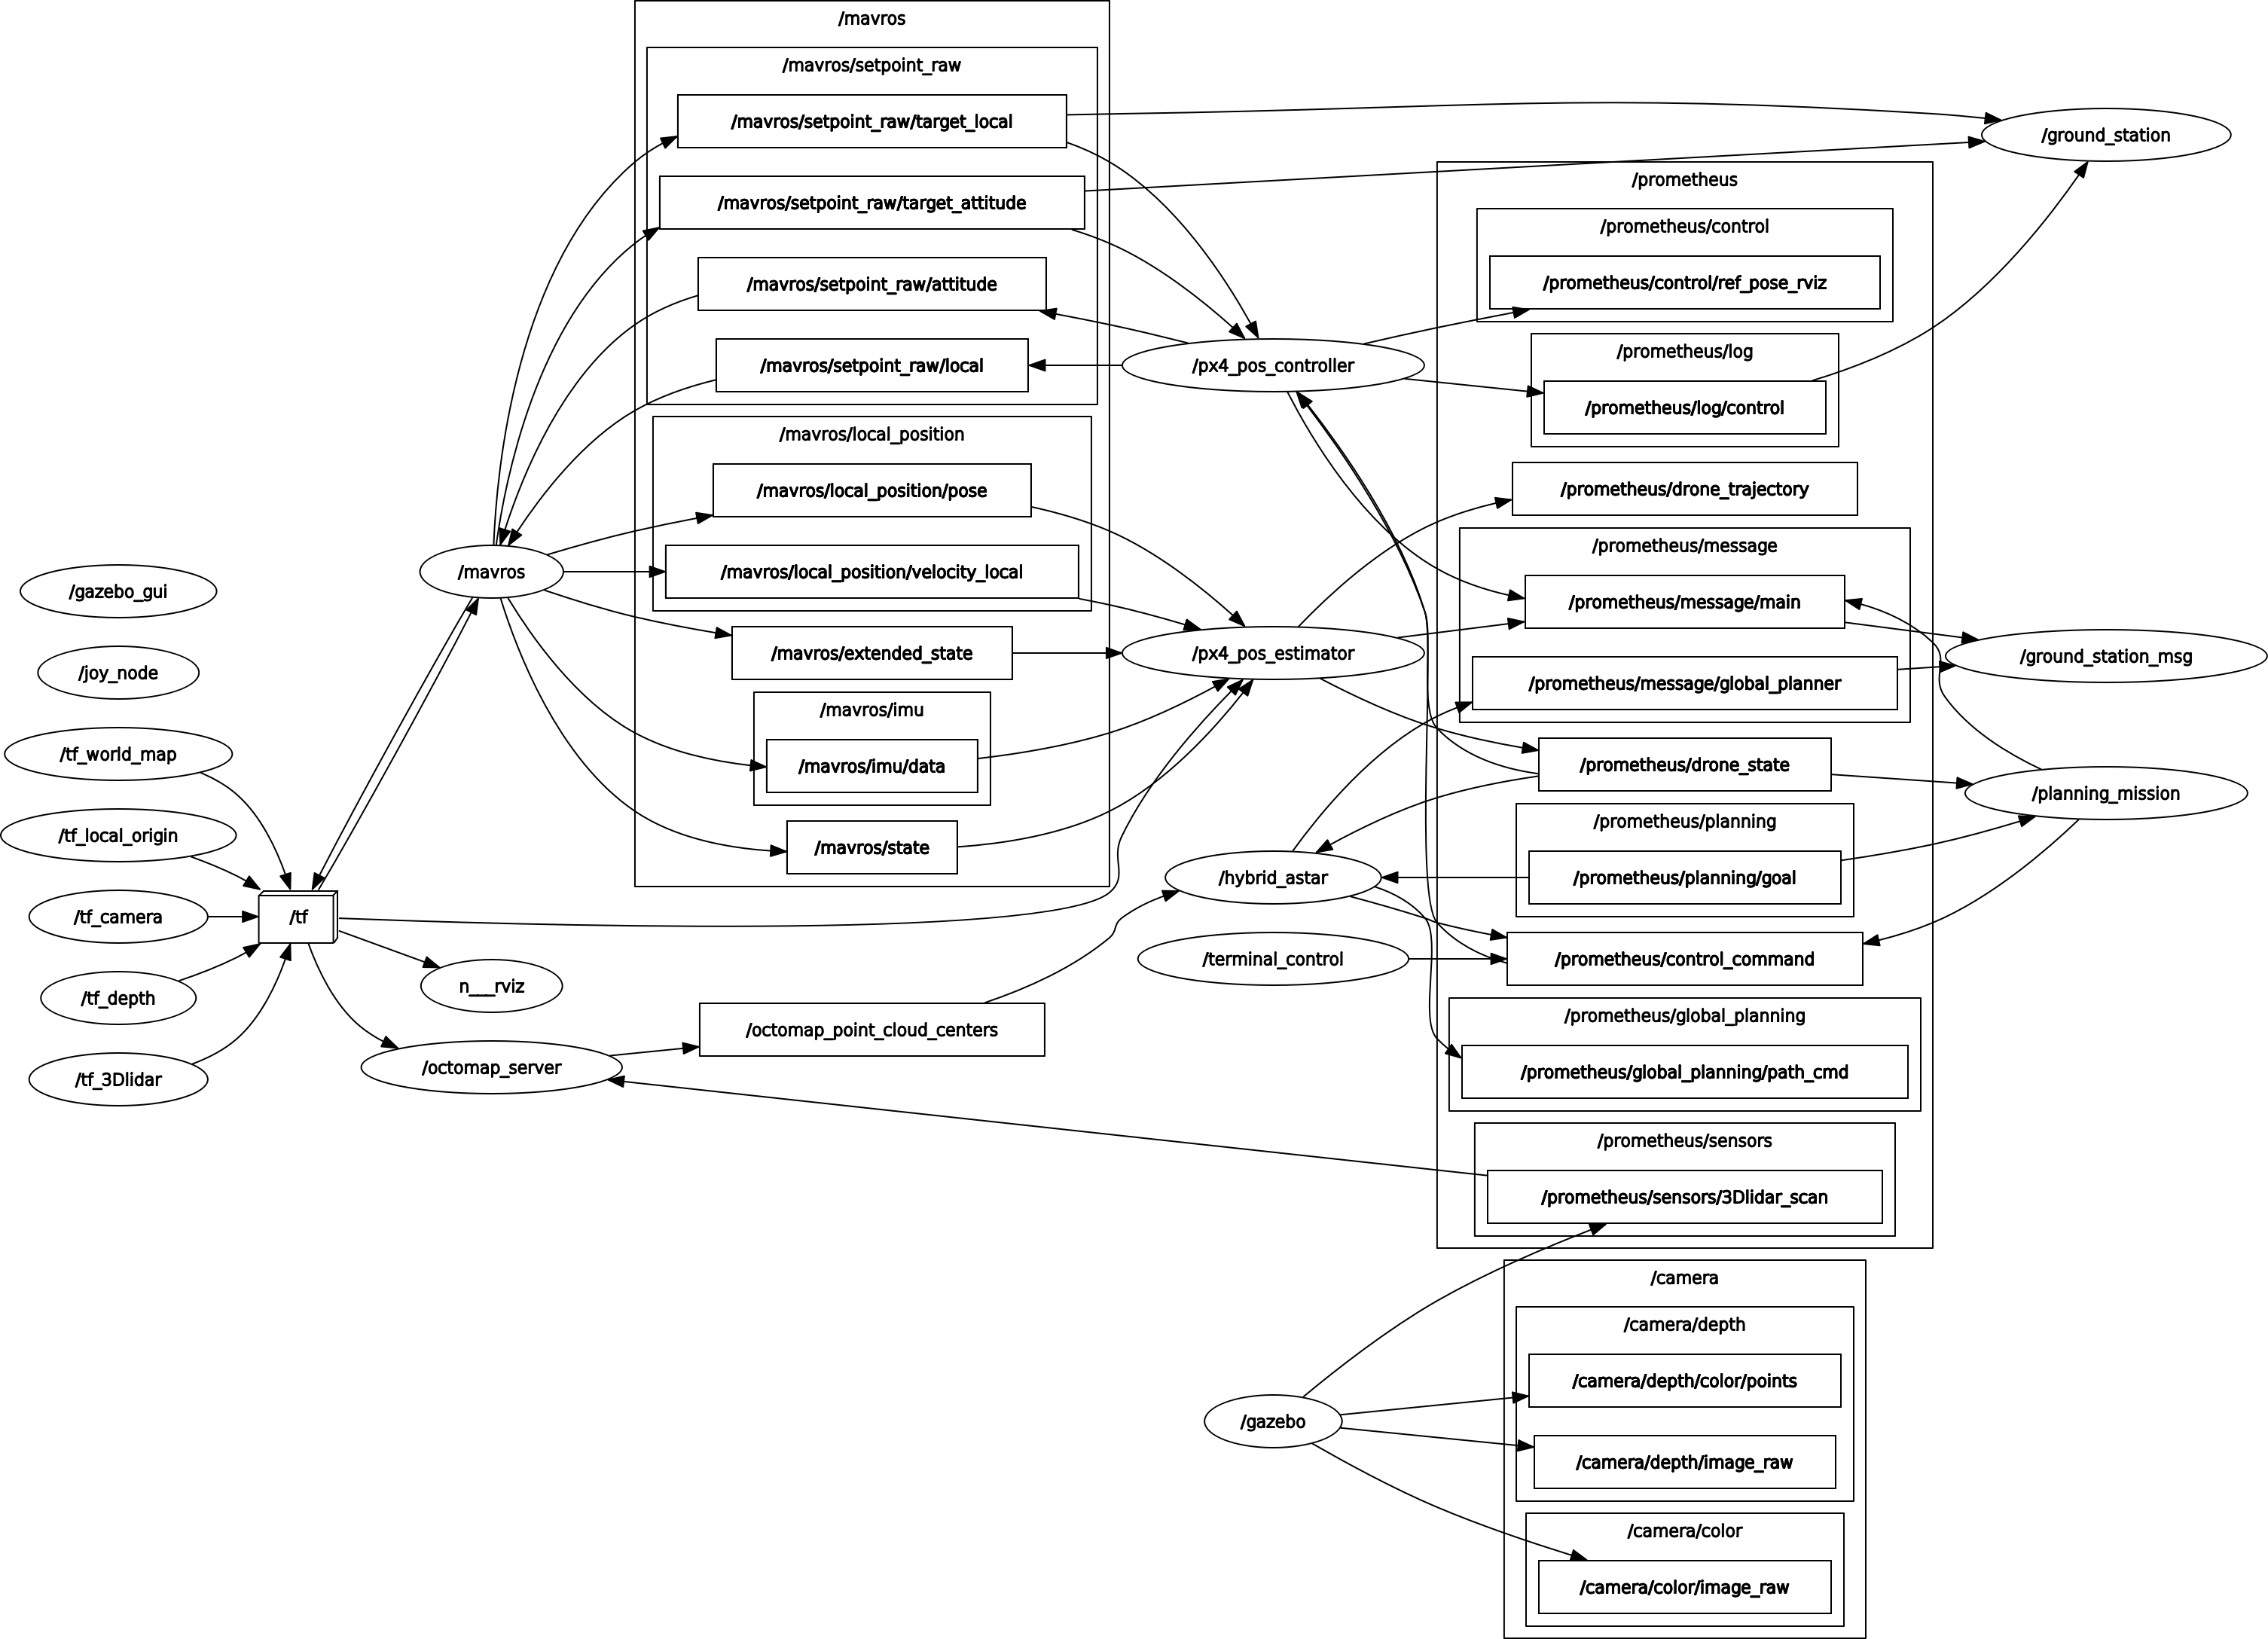 /gazebo_gui
/joy_node
/tf_world_map
/tf_local_origin
/tf_camera
/tf_depth
/tf_3Dlidar
/tf
/mavros
n___rviz
/octomap_server
/mavros
/mavros/setpoint_raw
/mavros/setpoint_raw/target_local
/mavros/setpoint_raw/target_attitude
/mavros/setpoint_raw/attitude
/mavros/setpoint_raw/local
/mavros/local_position
/mavros/local_position/pose
/mavros/local_position/velocity_local
/mavros/extended_state
/mavros/imu
/mavros/imu/data
/mavros/state
/octomap_point_cloud_centers
/px4_pos_controller
/px4_pos_estimator
/hybrid_astar
/terminal_control
/gazebo
/prometheus
/prometheus/control
/prometheus/control/ref_pose_rviz
/prometheus/log
/prometheus/log/control
/prometheus/drone_trajectory
/prometheus/message
/prometheus/message/main
/prometheus/message/global_planner
/prometheus/drone_state
/prometheus/planning
/prometheus/planning/goal
/prometheus/control_command
/prometheus/global_planning
/prometheus/global_planning/path_cmd
/prometheus/sensors
/prometheus/sensors/3Dlidar_scan
/camera
/camera/depth
/camera/depth/color/points
/camera/depth/image_raw
/camera/color
/camera/color/image_raw
/ground_station
/ground_station_msg
/planning_mission